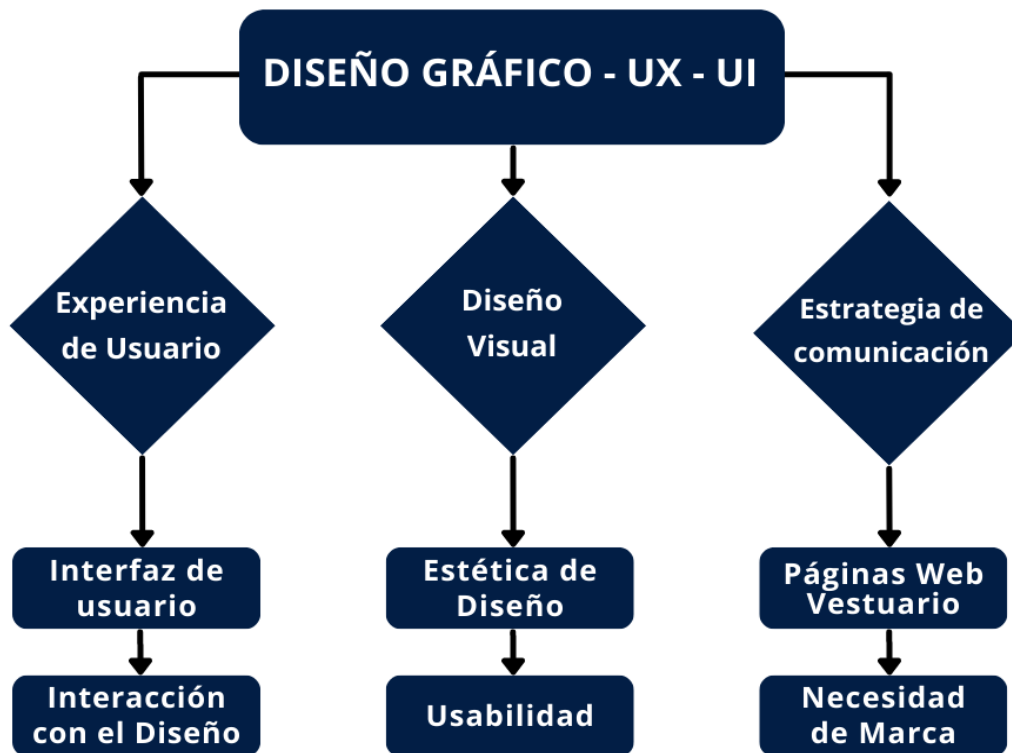 DISEÑO GRÁFICO - UX - UI
Experiencia
de Usuario
Diseño
Visual
Estrategia de
comunicación
Interfaz de
usuario
Estética de
Diseño
Páginas Web
Vestuario
Interacción
con el Diseño
Usabilidad
Necesidad
de Marca